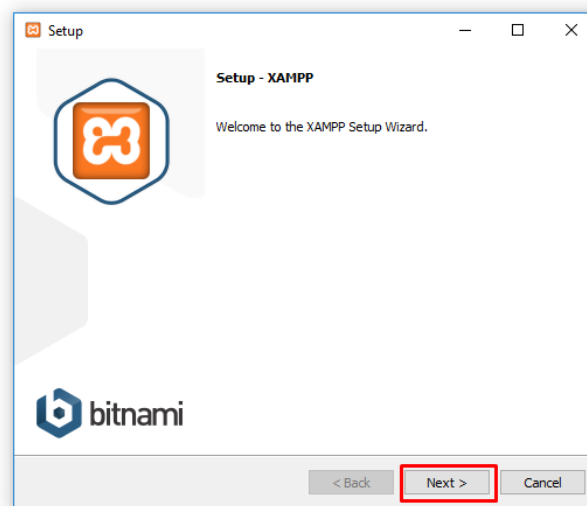 Setup
Setup - XAMPP
Welcome to the XAMPP Setup Wizard.
bitnami
< Back
Next >
Cancel